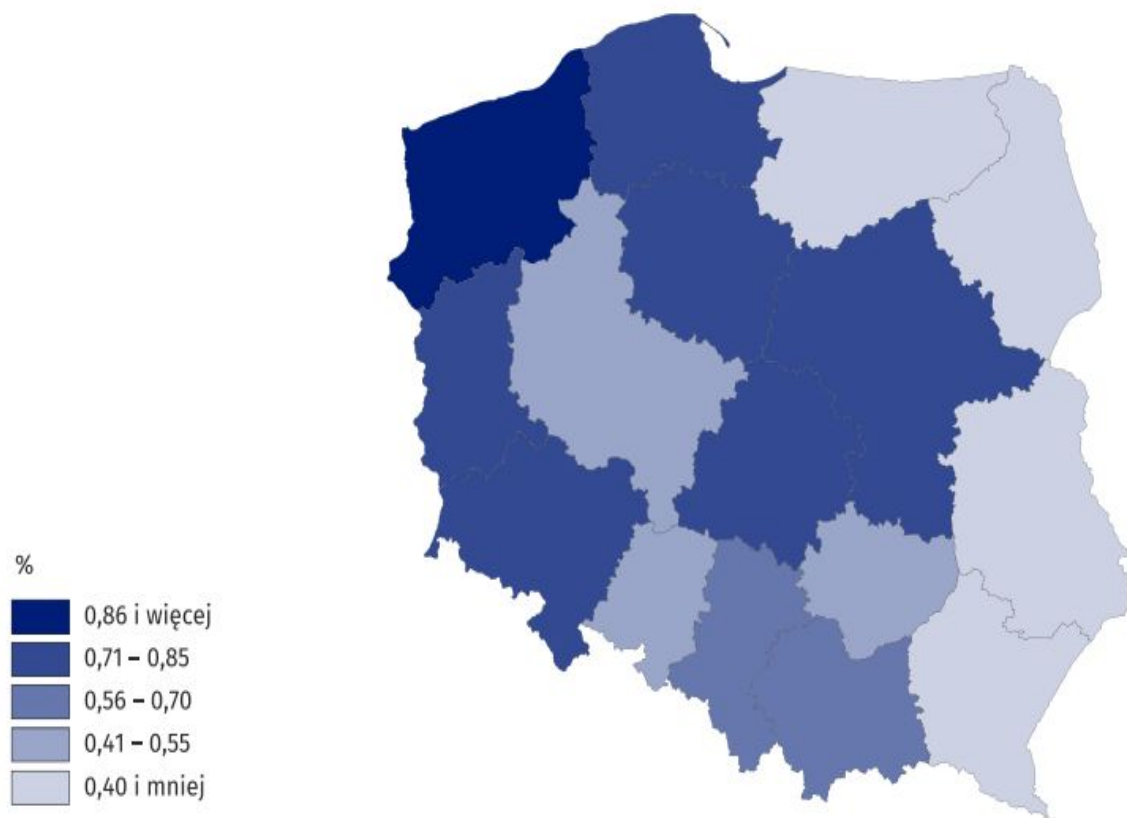 %
0,86 i więcej
0,71 – 0,85
0,56 – 0,70
0,41 – 0,55
0,40 i mniej